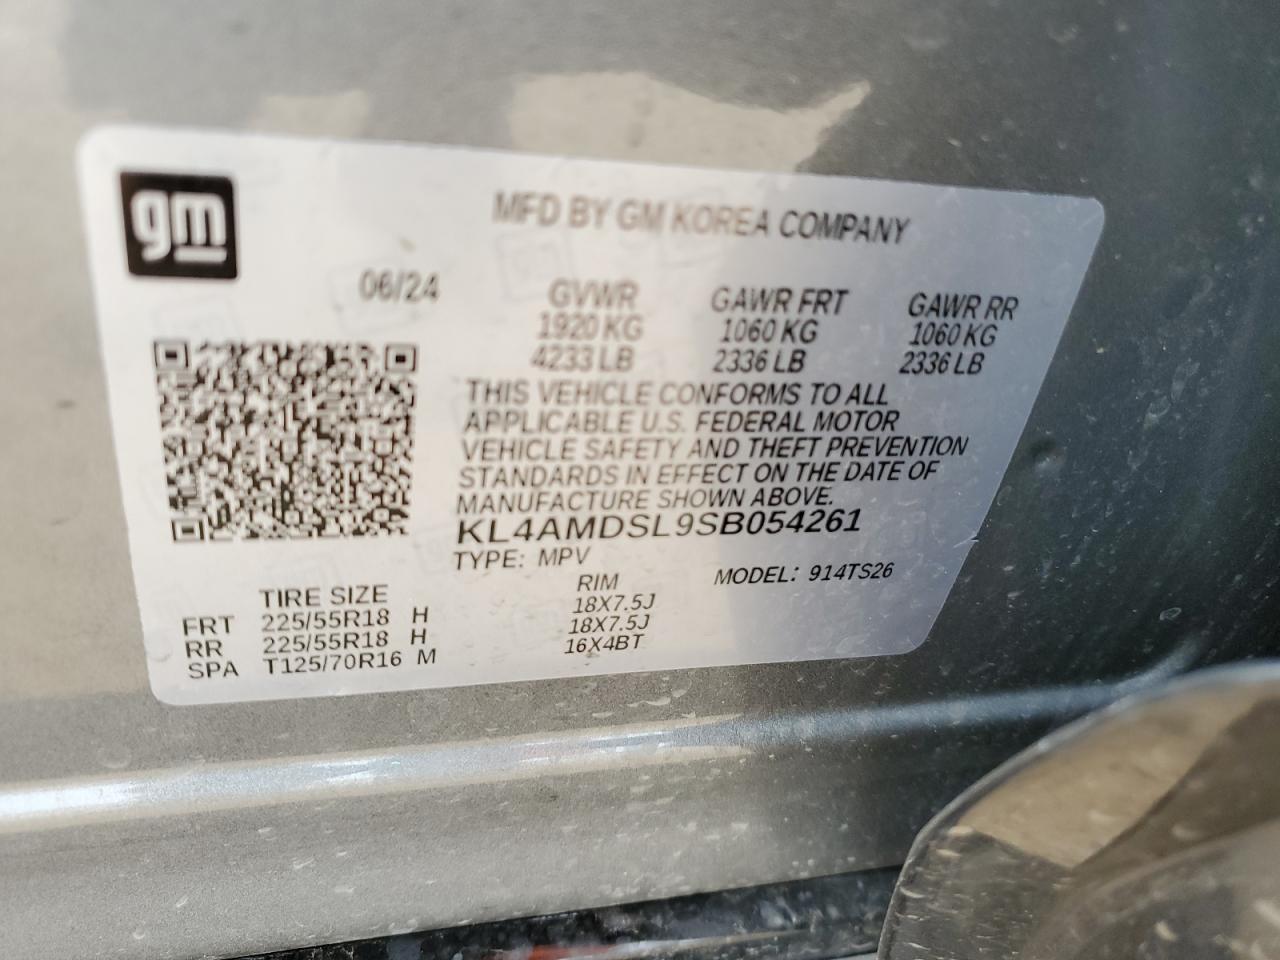 gm
MFD BY GM KOREA COMPANY
06/24
GVWR GAWR FRT GAWR RR
1920 KG 1060 KG 1060 KG
4233 LB 2336 LB 2336 LB
THIS VEHICLE CONFORMS TO ALL
APPLICABLE U.S. FEDERAL MOTOR
VEHICLE SAFETY AND THEFT PREVENTION
STANDARDS IN EFFECT ON THE DATE OF
MANUFACTURE SHOWN ABOVE.
KL4AMDSL9SB054261
TYPE: MPV MODEL: 914TS26
TIRE SIZE RIM
FRT 225/55R18 H 18X7.5J
RR 225/55R18 H 18X7.5J
SPA T125/70R16 M 16X4BT